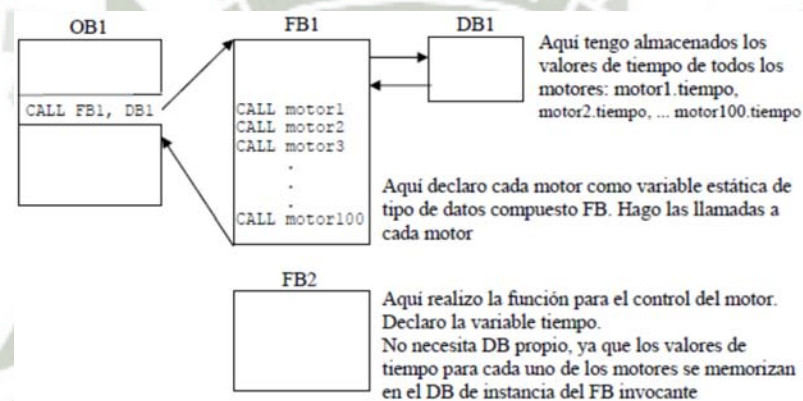 OB1
FB1
DB1
CALL FB1, DB1
CALL motor1
CALL motor2
CALL motor3
.
.
.
CALL motor100
Aquí tengo almacenados los
valores de tiempo de todos los
motores: motor1.tiempo,
motor2.tiempo, ... motor100.tiempo
Aquí declaro cada motor como variable estática de
tipo de datos compuesto FB. Hago las llamadas a
cada motor
FB2
Aquí realizo la función para el control del motor.
Declaro la variable tiempo.
No necesita DB propio, ya que los valores de
tiempo para cada uno de los motores se memorizan
en el DB de instancia del FB invocante